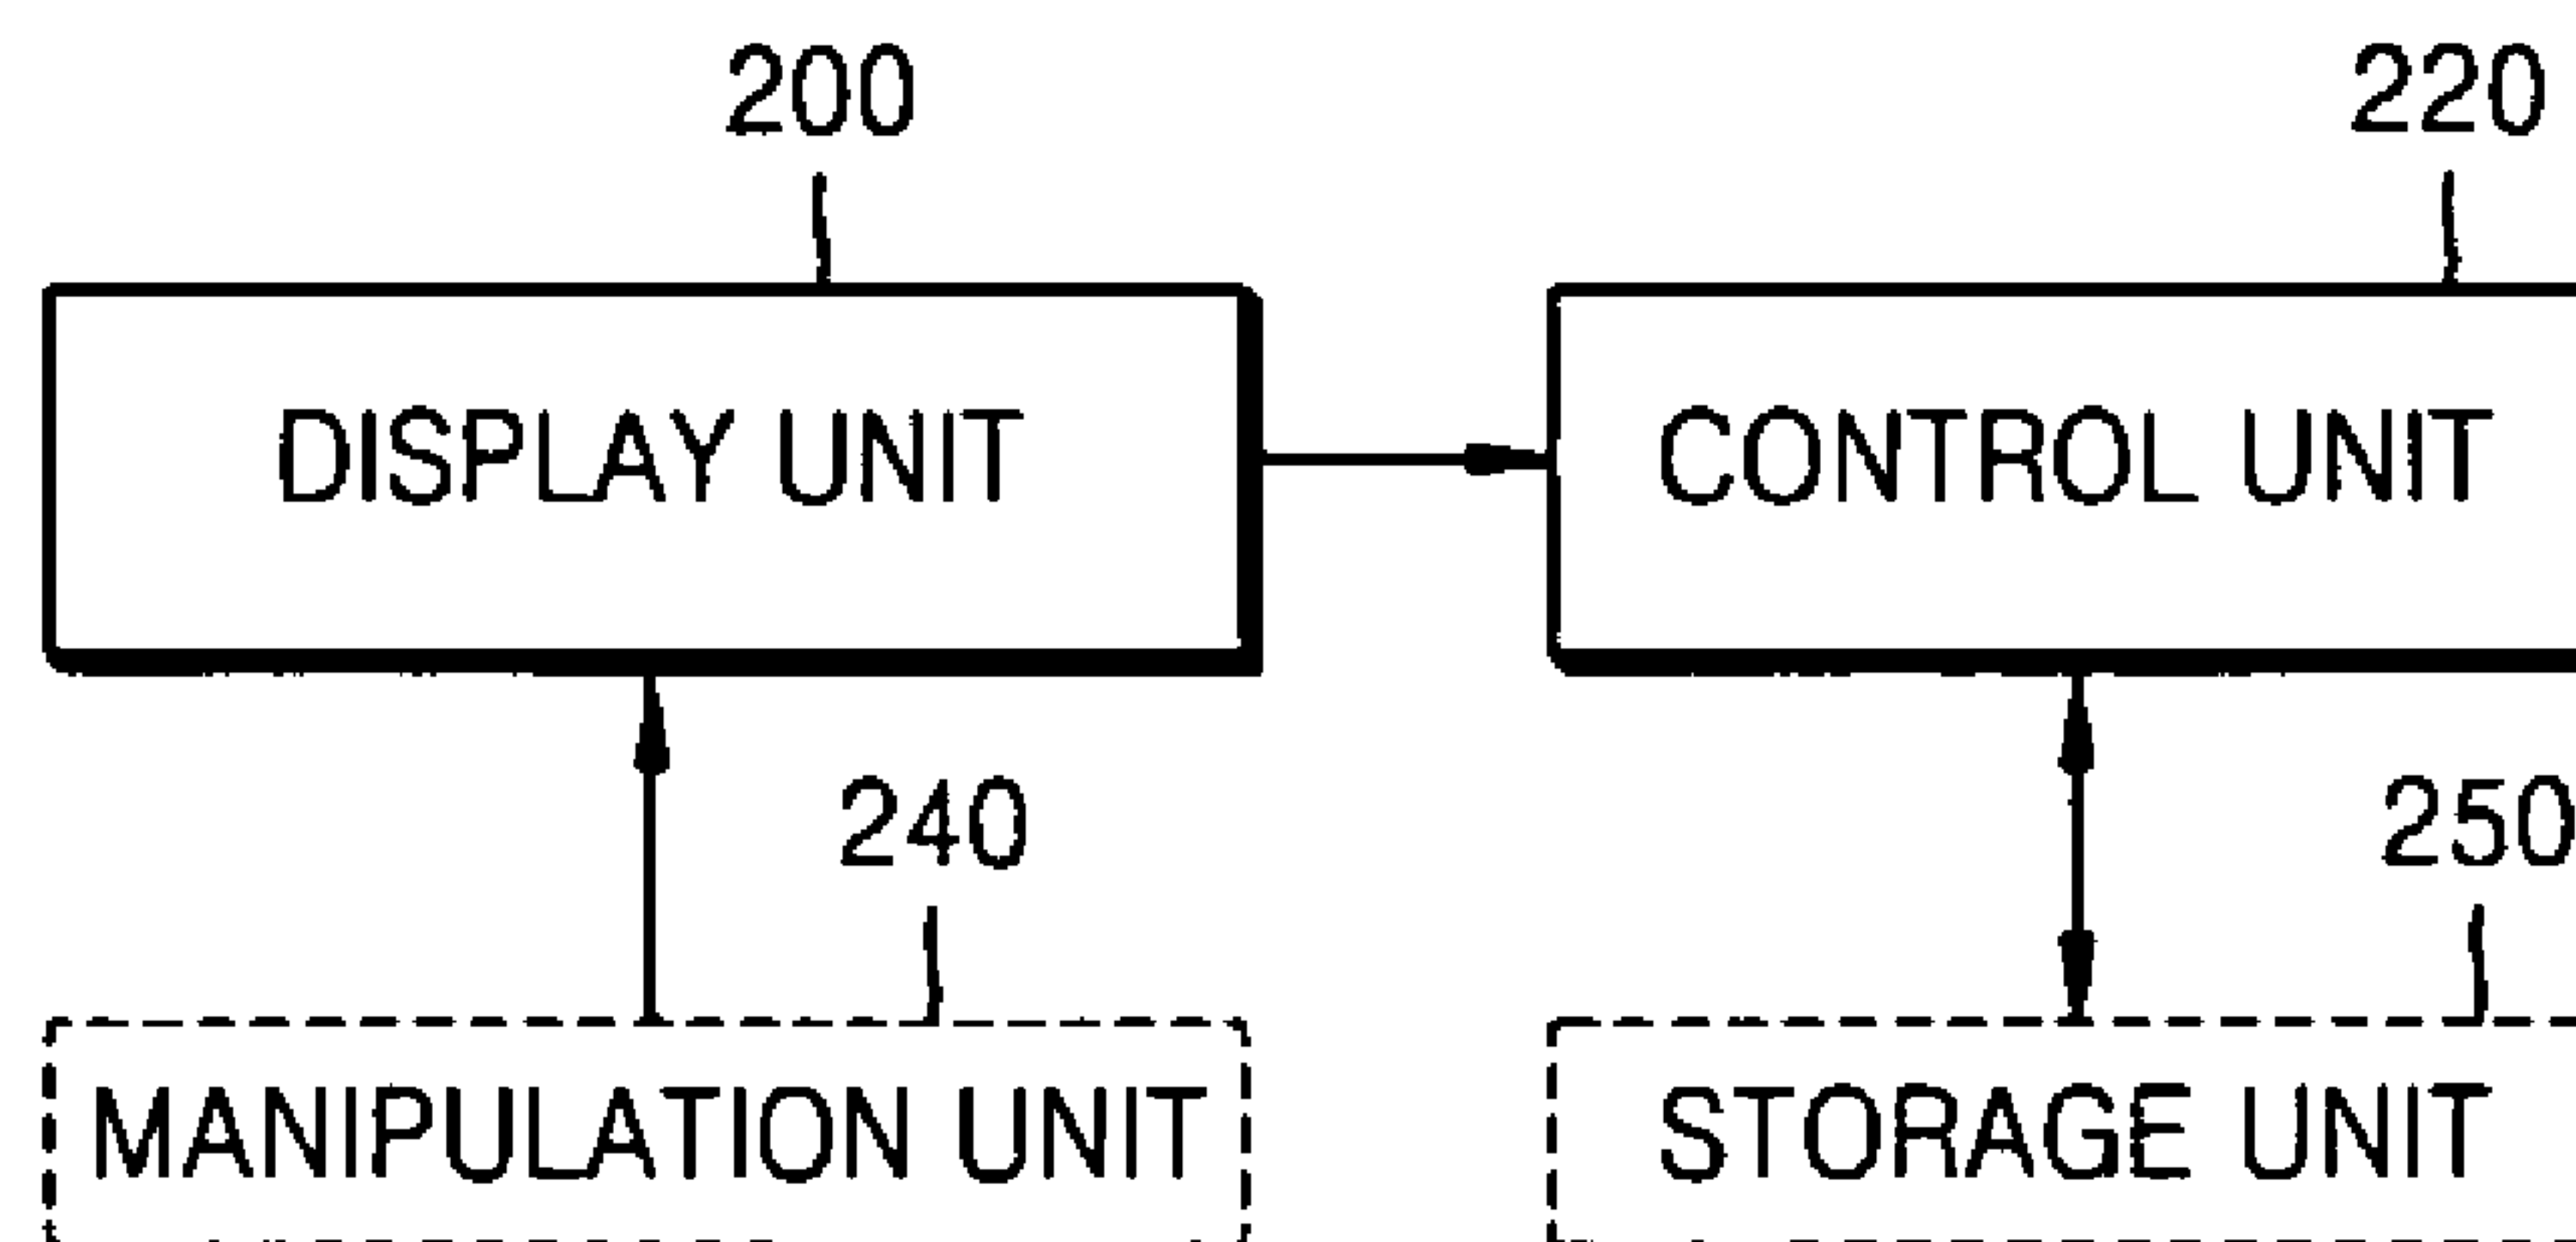 200
220
DISPLAY UNIT
CONTROL UNIT
240
250
MANIPULATION UNIT
STORAGE UNIT